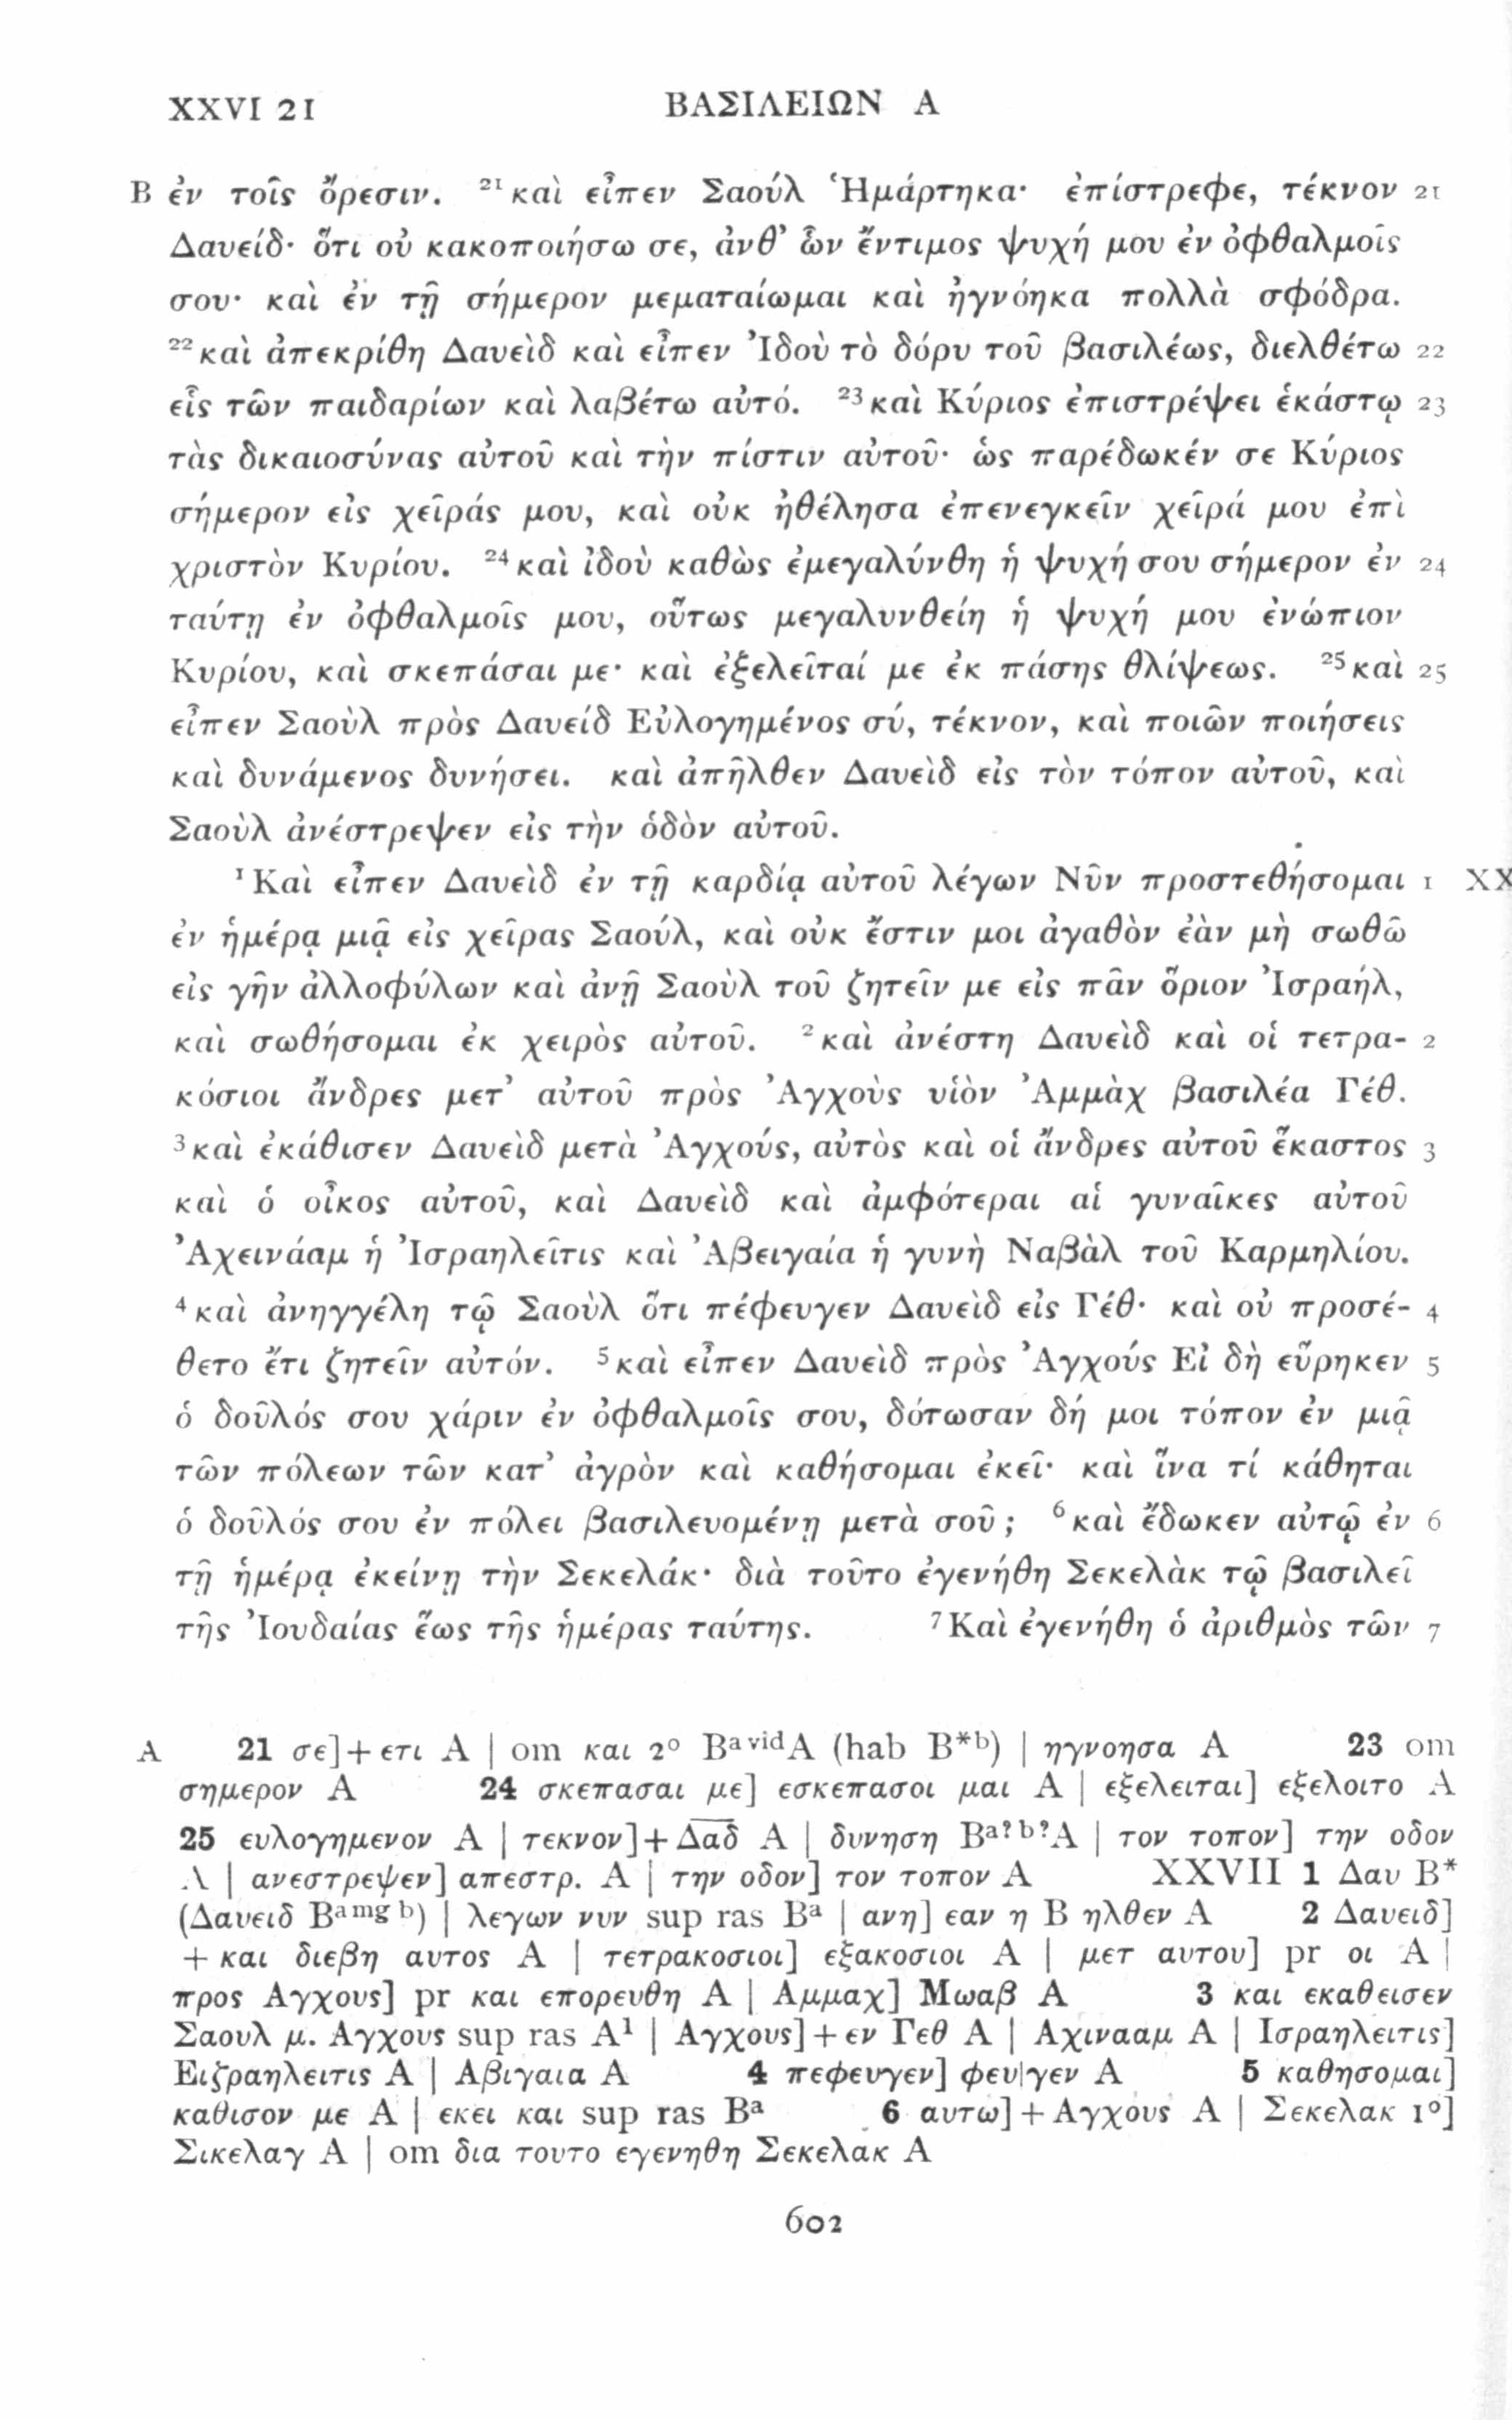 XXVI 21 ΒΑΣΙΛΕΙΩΝ Α
B ἐν τοῖς ὄρεσιν. ²¹καὶ εἶπεν Σαούλ Ἡμάρτηκα· ἐπίστρεφε, τέκνον 21
Δαυείδ· ὅτι οὐ κακοποιήσω σε, ἀνθ᾽ ὧν ἔντιμος ψυχή μου ἐν ὀφθαλμοῖς
σου· καὶ ἐν τῇ σήμερον μεματαίωμαι καὶ ἠγνόηκα πολλὰ σφόδρα.
²²καὶ ἀπεκρίθη Δαυεὶδ καὶ εἶπεν Ἰδοὺ τὸ δόρυ τοῦ βασιλέως, διελθέτω 22
εἷς τῶν παιδαρίων καὶ λαβέτω αὐτό. ²³καὶ Κύριος ἐπιστρέψει ἑκάστῳ 23
τὰς δικαιοσύνας αὐτοῦ καὶ τὴν πίστιν αὐτοῦ· ὡς παρέδωκέν σε Κύριος
σήμερον εἰς χεῖράς μου, καὶ οὐκ ἠθέλησα ἐπενεγκεῖν χεῖρά μου ἐπὶ
χριστὸν Κυρίου. ²⁴καὶ ἰδοὺ καθὼς ἐμεγαλύνθη ἡ ψυχή σου σήμερον ἐν 24
ταύτῃ ἐν ὀφθαλμοῖς μου, οὕτως μεγαλυνθείη ἡ ψυχή μου ἐνώπιον
Κυρίου, καὶ σκεπάσαι με· καὶ ἐξελεῖταί με ἐκ πάσης θλίψεως. ²⁵καὶ 25
εἶπεν Σαοὺλ πρὸς Δαυείδ Εὐλογημένος σύ, τέκνον, καὶ ποιῶν ποιήσεις
καὶ δυνάμενος δυνήσει. καὶ ἀπῆλθεν Δαυεὶδ εἰς τὸν τόπον αὐτοῦ, καὶ
Σαοὺλ ἀνέστρεψεν εἰς τὴν ὁδὸν αὐτοῦ.
¹Καὶ εἶπεν Δαυεὶδ ἐν τῇ καρδίᾳ αὐτοῦ λέγων Νῦν προστεθήσομαι 1 XX
ἐν ἡμέρᾳ μιᾷ εἰς χεῖρας Σαούλ, καὶ οὐκ ἔστιν μοι ἀγαθὸν ἐὰν μὴ σωθῶ
εἰς γῆν ἀλλοφύλων καὶ ἀνῇ Σαοὺλ τοῦ ζητεῖν με εἰς πᾶν ὅριον Ἰσραήλ,
καὶ σωθήσομαι ἐκ χειρὸς αὐτοῦ. ²καὶ ἀνέστη Δαυεὶδ καὶ οἱ τετρα- 2
κόσιοι ἄνδρες μετ᾽ αὐτοῦ πρὸς Ἀγχοὺς υἱὸν Ἀμμὰχ βασιλέα Γέθ.
³καὶ ἐκάθισεν Δαυεὶδ μετὰ Ἀγχούς, αὐτὸς καὶ οἱ ἄνδρες αὐτοῦ ἕκαστος 3
καὶ ὁ οἶκος αὐτοῦ, καὶ Δαυεὶδ καὶ ἀμφότεραι αἱ γυναῖκες αὐτοῦ
Ἀχεινάαμ ἡ Ἰσραηλεῖτις καὶ Ἀβειγαία ἡ γυνὴ Ναβὰλ τοῦ Καρμηλίου.
⁴καὶ ἀνηγγέλη τῷ Σαοὺλ ὅτι πέφευγεν Δαυεὶδ εἰς Γέθ· καὶ οὐ προσέ- 4
θετο ἔτι ζητεῖν αὐτόν. ⁵καὶ εἶπεν Δαυεὶδ πρὸς Ἀγχούς Εἰ δὴ εὕρηκεν 5
ὁ δοῦλός σου χάριν ἐν ὀφθαλμοῖς σου, δότωσαν δή μοι τόπον ἐν μιᾷ
τῶν πόλεων τῶν κατ᾽ ἀγρὸν καὶ καθήσομαι ἐκεῖ· καὶ ἵνα τί κάθηται
ὁ δοῦλός σου ἐν πόλει βασιλευομένῃ μετὰ σοῦ; ⁶καὶ ἔδωκεν αὐτῷ ἐν 6
τῇ ἡμέρᾳ ἐκείνῃ τὴν Σεκελάκ· διὰ τοῦτο ἐγενήθη Σεκελὰκ τῷ βασιλεῖ
τῆς Ἰουδαίας ἕως τῆς ἡμέρας ταύτης. ⁷Καὶ ἐγενήθη ὁ ἀριθμὸς τῶν 7
A 21 σε]+ετι A | om και 2° Bᵃ ᵛⁱᵈA (hab B*ᵇ) | ηγνοησα A 23 om
σημερον A 24 σκεπασαι με] εσκεπασοι μαι A | εξελειται] εξελοιτο A
25 ευλογημενον A | τεκνον]+Δα̅δ̅ A | δυνηση Bᵃ?ᵇ?A | τον τοπον] την οδον
A | ανεστρεψεν] απεστρ. A | την οδον] τον τοπον A XXVII 1 Δαυ B*
(Δαυειδ Bᵃᵐᵍᵇ) | λεγων νυν sup ras Bᵃ | ανη] εαν η B ηλθεν A 2 Δαυειδ]
+ και διεβη αυτος A | τετρακοσιοι] εξακοσιοι A | μετ αυτου] pr οι A |
προς Αγχους] pr και επορευθη A | Αμμαχ] Μωαβ A 3 και εκαθεισεν
Σαουλ μ. Αγχους sup ras A¹ | Αγχους]+εν Γεθ A | Αχινααμ A | Ισραηλειτις]
Ειζραηλειτις A | Αβιγαια A 4 πεφευγεν] φευ|γεν A 5 καθησομαι]
καθισον με A | εκει και sup ras Bᵃ 6 αυτω]+Αγχους A | Σεκελακ 1°]
Σικελαγ A | om δια τουτο εγενηθη Σεκελακ A
602